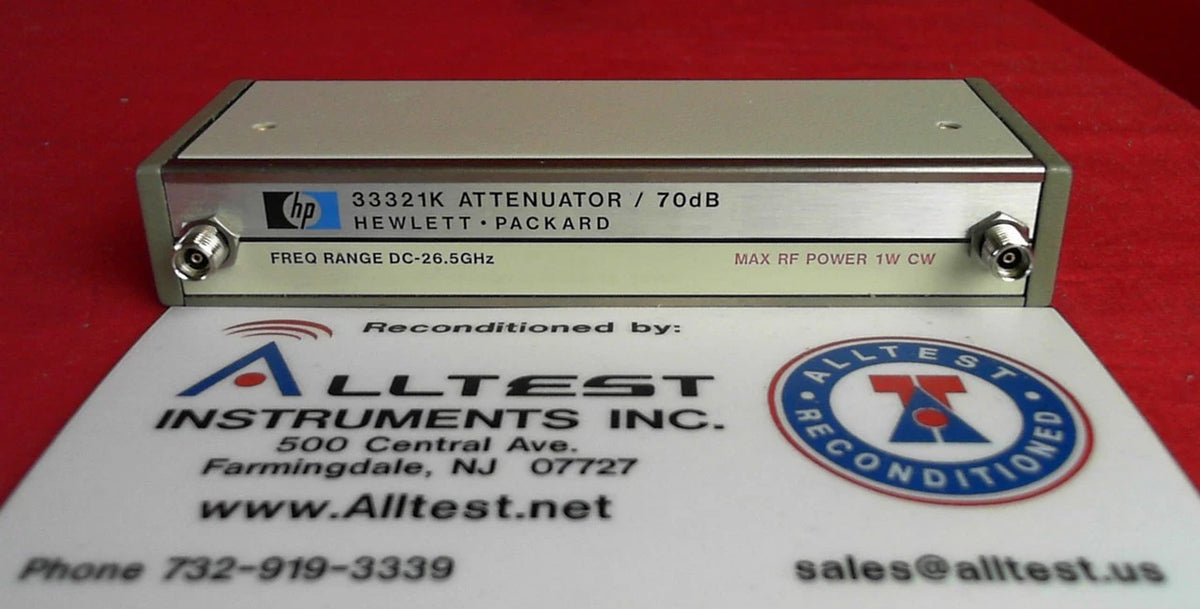 hp
33321K ATTENUATOR / 70dB
HEWLETT • PACKARD
FREQ RANGE DC-26.5GHz
MAX RF POWER 1W CW
Reconditioned by:
ALLTEST
INSTRUMENTS INC.
500 Central Ave.
Farmingdale, NJ 07727
www.Alltest.net
Phone 732-919-3339
ALLTEST
• RECONDITIONED •
sales@alltest.us